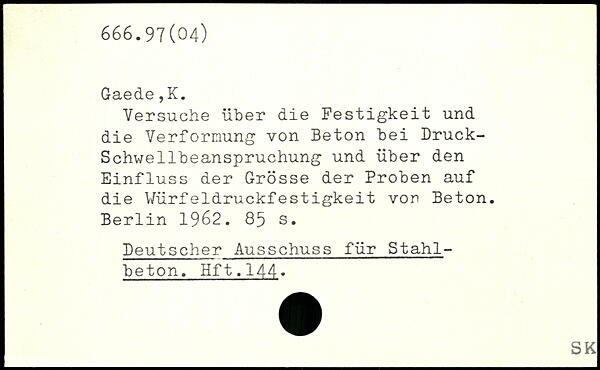 666.97(04)
Gaede,K.
Versuche über die Festigkeit und
die Verformung von Beton bei Druck-
Schwellbeanspruchung und über den
Einfluss der Grösse der Proben auf
die Würfeldruckfestigkeit von Beton.
Berlin 1962. 85 s.
Deutscher Ausschuss für Stahl-
beton. Hft.144.
SK